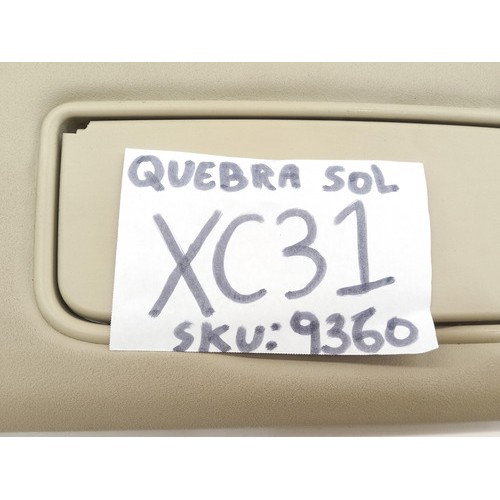 QUEBRA SOL
XC31
SKU: 9360